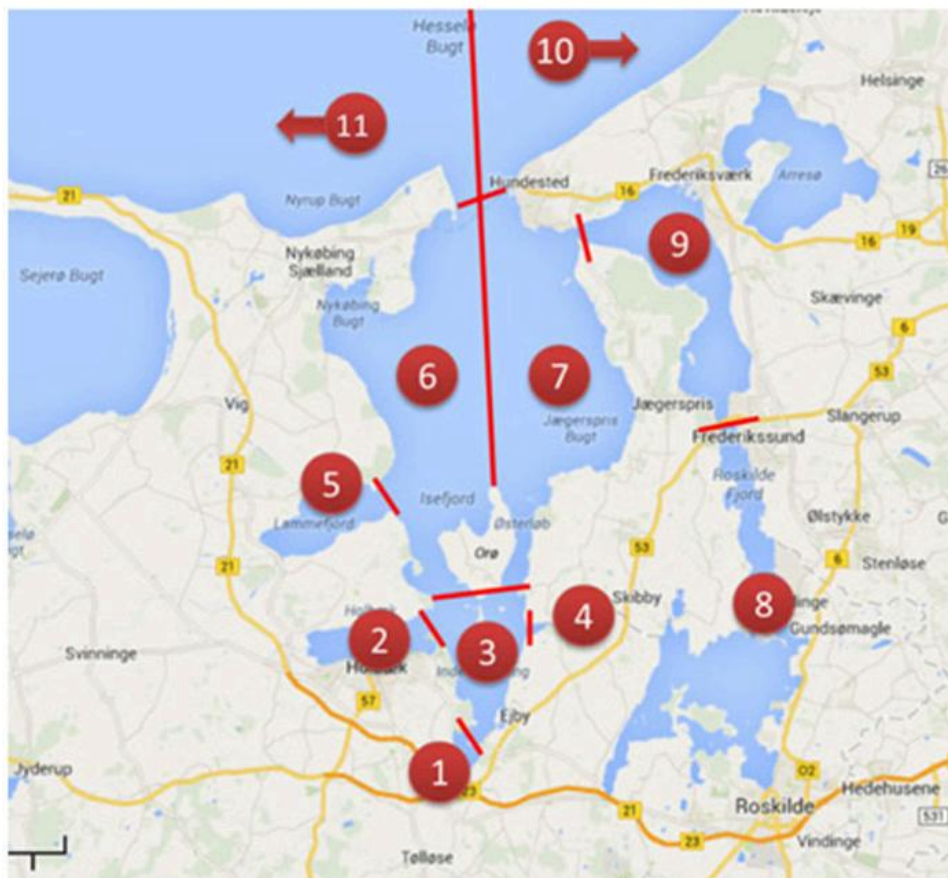 Hesselø
Bugt
10
Helsinge
11
26
Hundested
Frederiksværk
16
Arresø
21
Nyrup Bugt
19
16
Nykøbing
Sjælland
9
Sejerø Bugt
Skævinge
Nykøbing
Bugt
6
6
7
53
Vig
Jægerspris
Jægerspris
Bugt
Slangerup
Frederikssund
21
5
Isefjord
Roskilde
Fjord
Lammefjord
Østerløb
Ølstykke
Orø
53
6
Stenløse
21
Skibby
8
4
Gundsømagle
2
3
Svinninge
57
Ejby
Jyderup
1
23
02
Hedehusene
21
Roskilde
531
23
Vindinge
Tølløse